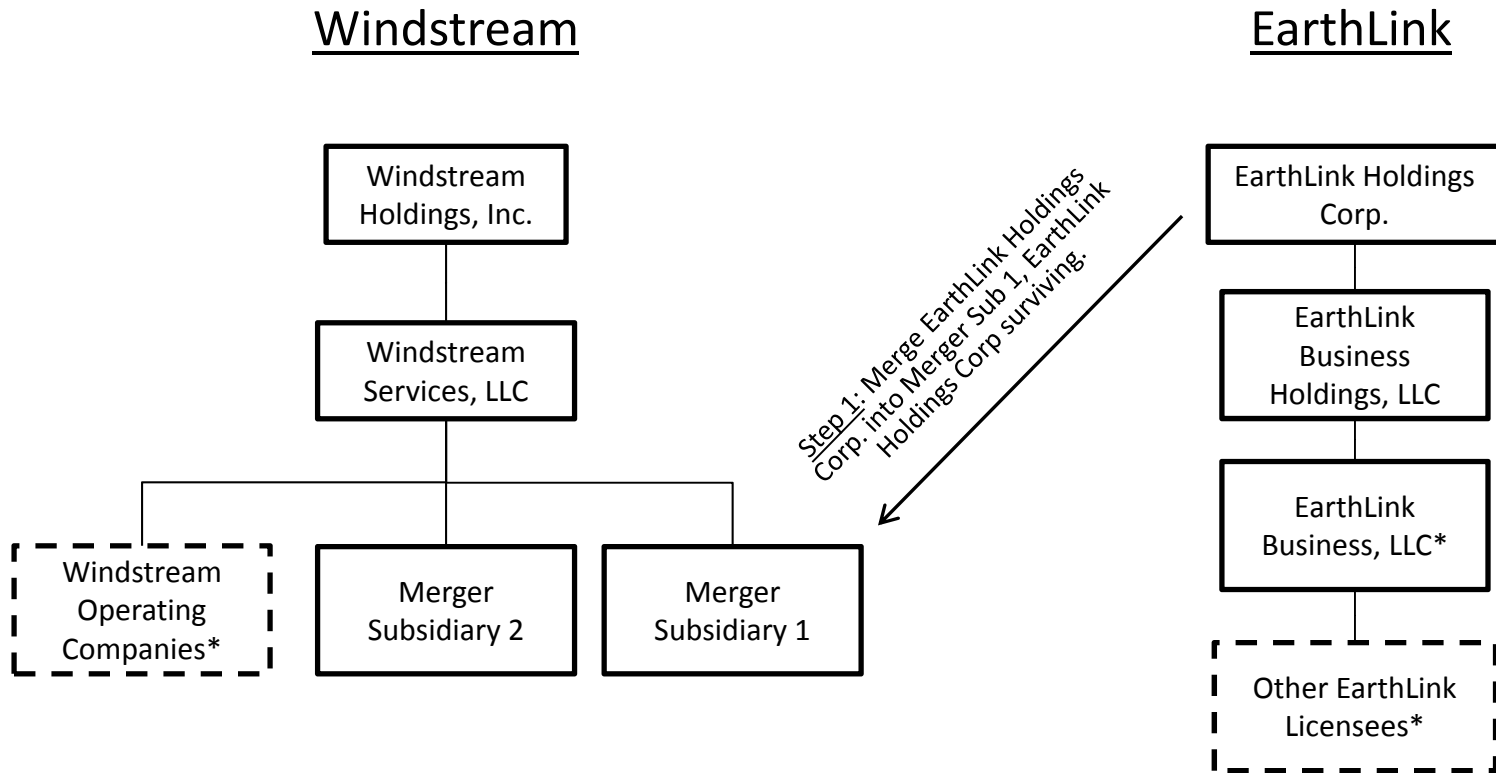 Windstream
EarthLink
Windstream
Holdings, Inc.
Windstream
Services, LLC
Windstream
Operating
Companies*
Merger
Subsidiary 2
Merger
Subsidiary 1
Step 1: Merge EarthLink Holdings
Corp. into Merger Sub 1, EarthLink
Holdings Corp surviving.
EarthLink Holdings
Corp.
EarthLink
Business
Holdings, LLC
EarthLink
Business, LLC*
Other EarthLink
Licensees*